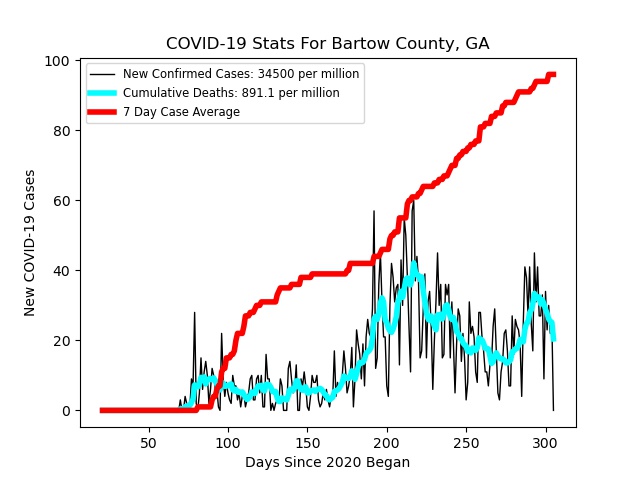 COVID-19 Stats For Bartow County, GA
New Confirmed Cases: 34500 per million
Cumulative Deaths: 891.1 per million
7 Day Case Average
New COVID-19 Cases
100
80
60
40
20
0
50 100 150 200 250 300
Days Since 2020 Began